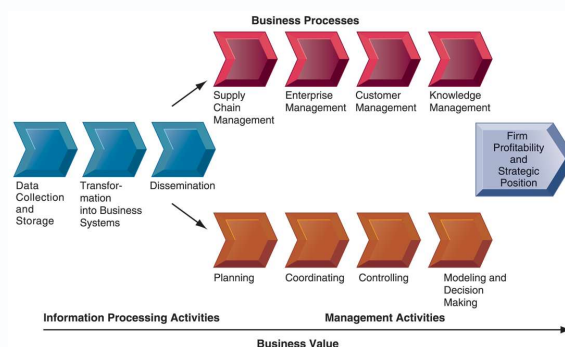 Business Processes
Supply
Chain
Management
Enterprise
Management
Customer
Management
Knowledge
Management
Firm
Profitability
and
Strategic
Position
Data
Collection
and
Storage
Transfor-
mation
into Business
Systems
Dissemination
Planning
Coordinating
Controlling
Modeling and
Decision
Making
Information Processing Activities
Management Activities
Business Value